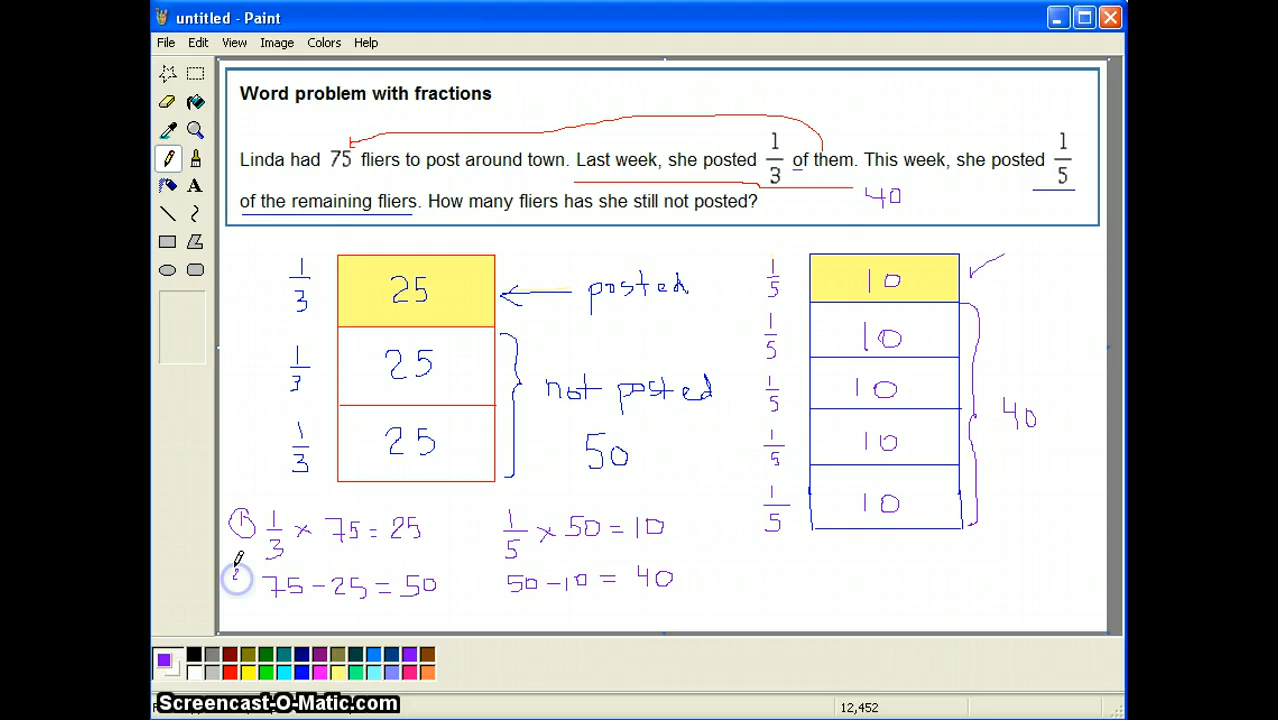 untitled - Paint
File Edit View Image Colors Help
Word problem with fractions
Linda had 75 fliers to post around town. Last week, she posted 1/3 of them. This week, she posted 1/5
of the remaining fliers. How many fliers has she still not posted?
40
1/3 25 posted
1/3 25
not posted
1/3 25
50
1/5 10
1/5 10
1/5 10
40
1/5 10
1/5 10
1 1/3 × 75 = 25
2 75 - 25 = 50
1/5 × 50 = 10
50 - 10 = 40
A
Screencast-O-Matic.com
12,452